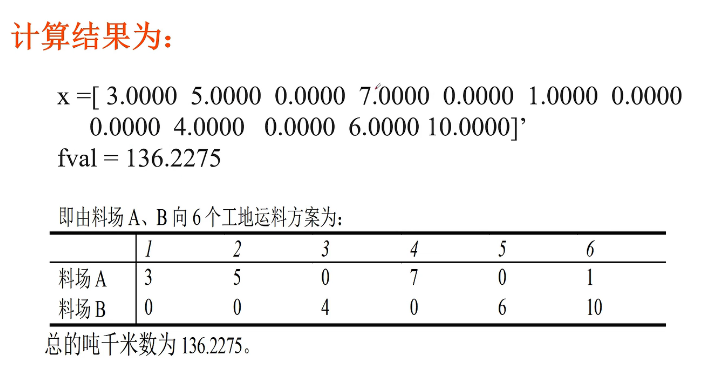 计算结果为：
x =[ 3.0000 5.0000 0.0000 7.0000 0.0000 1.0000 0.0000
0.0000 4.0000 0.0000 6.0000 10.0000]’
fval = 136.2275
即由料场 A、B 向 6 个工地运料方案为：
1 2 3 4 5 6
料场 A 3 5 0 7 0 1
料场 B 0 0 4 0 6 10
总的吨千米数为 136.2275。